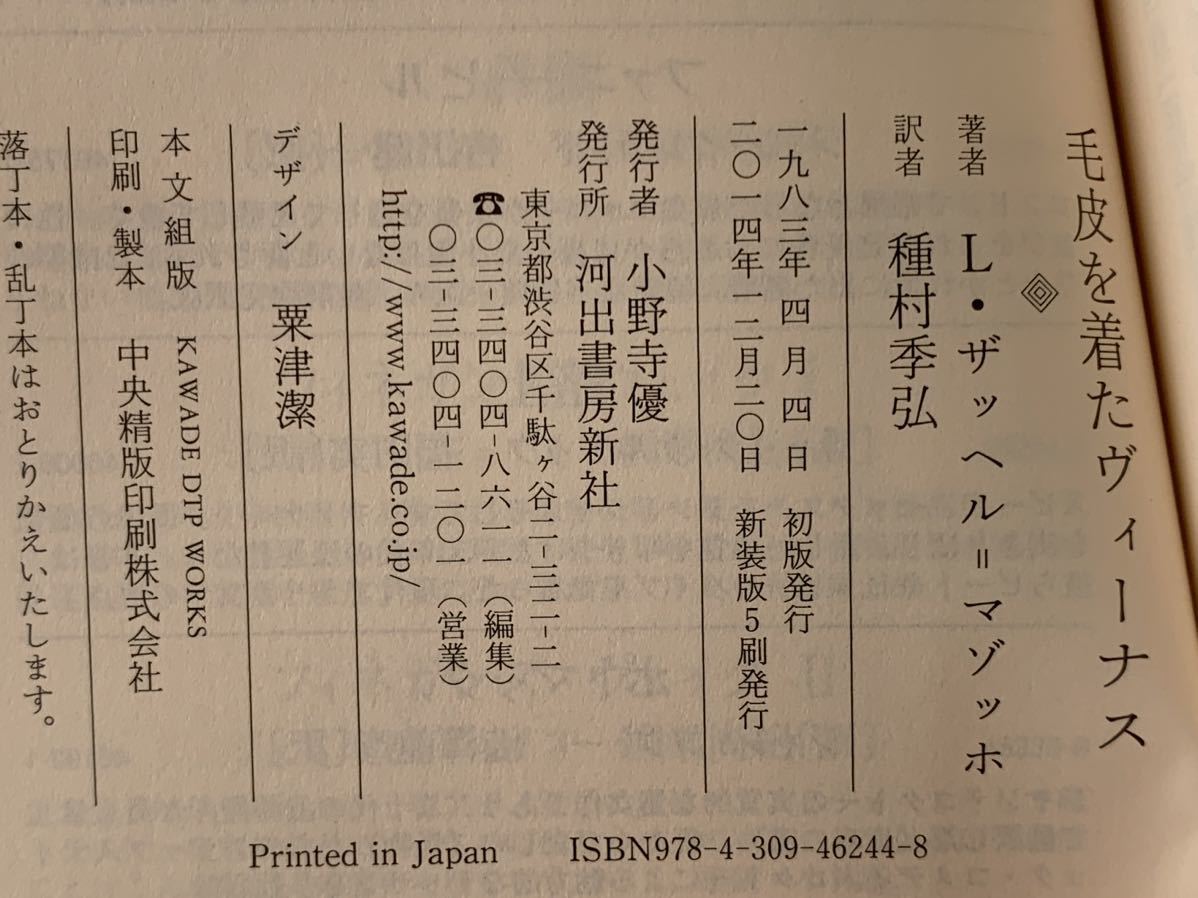 毛皮を着たヴィーナス
著者　L・ザッヘル＝マゾッホ
訳者　種村季弘
一九八三年　四月　四日　初版発行
二〇一四年一二月二〇日　新装版5刷発行
発行者　小野寺優
発行所　河出書房新社
東京都渋谷区千駄ヶ谷二-三二-二
☎〇三-三四〇四-八六一一（編集）
〇三-三四〇四-一二〇一（営業）
http://www.kawade.co.jp/
デザイン　粟津潔
本文組版　KAWADE DTP WORKS
印刷・製本　中央精版印刷株式会社
落丁本・乱丁本はおとりかえいたします。
Printed in Japan　ISBN978-4-309-46244-8